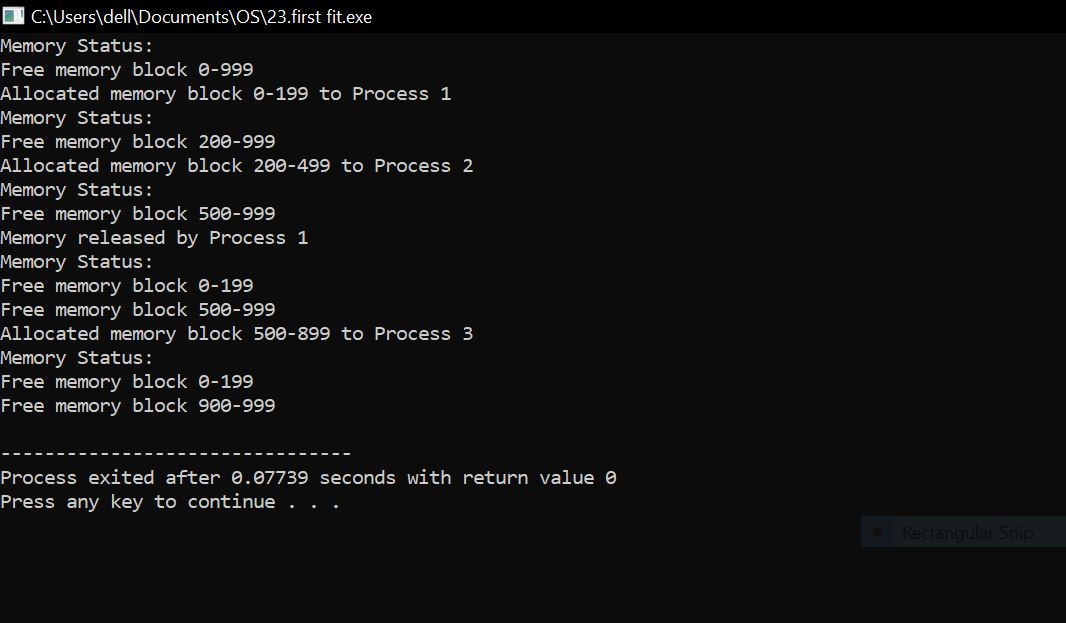 C:\Users\dell\Documents\OS\23.first fit.exe
Memory Status:
Free memory block 0-999
Allocated memory block 0-199 to Process 1
Memory Status:
Free memory block 200-999
Allocated memory block 200-499 to Process 2
Memory Status:
Free memory block 500-999
Memory released by Process 1
Memory Status:
Free memory block 0-199
Free memory block 500-999
Allocated memory block 500-899 to Process 3
Memory Status:
Free memory block 0-199
Free memory block 900-999
--------------------------------
Process exited after 0.07739 seconds with return value 0
Press any key to continue . . .
Rectangular Snip